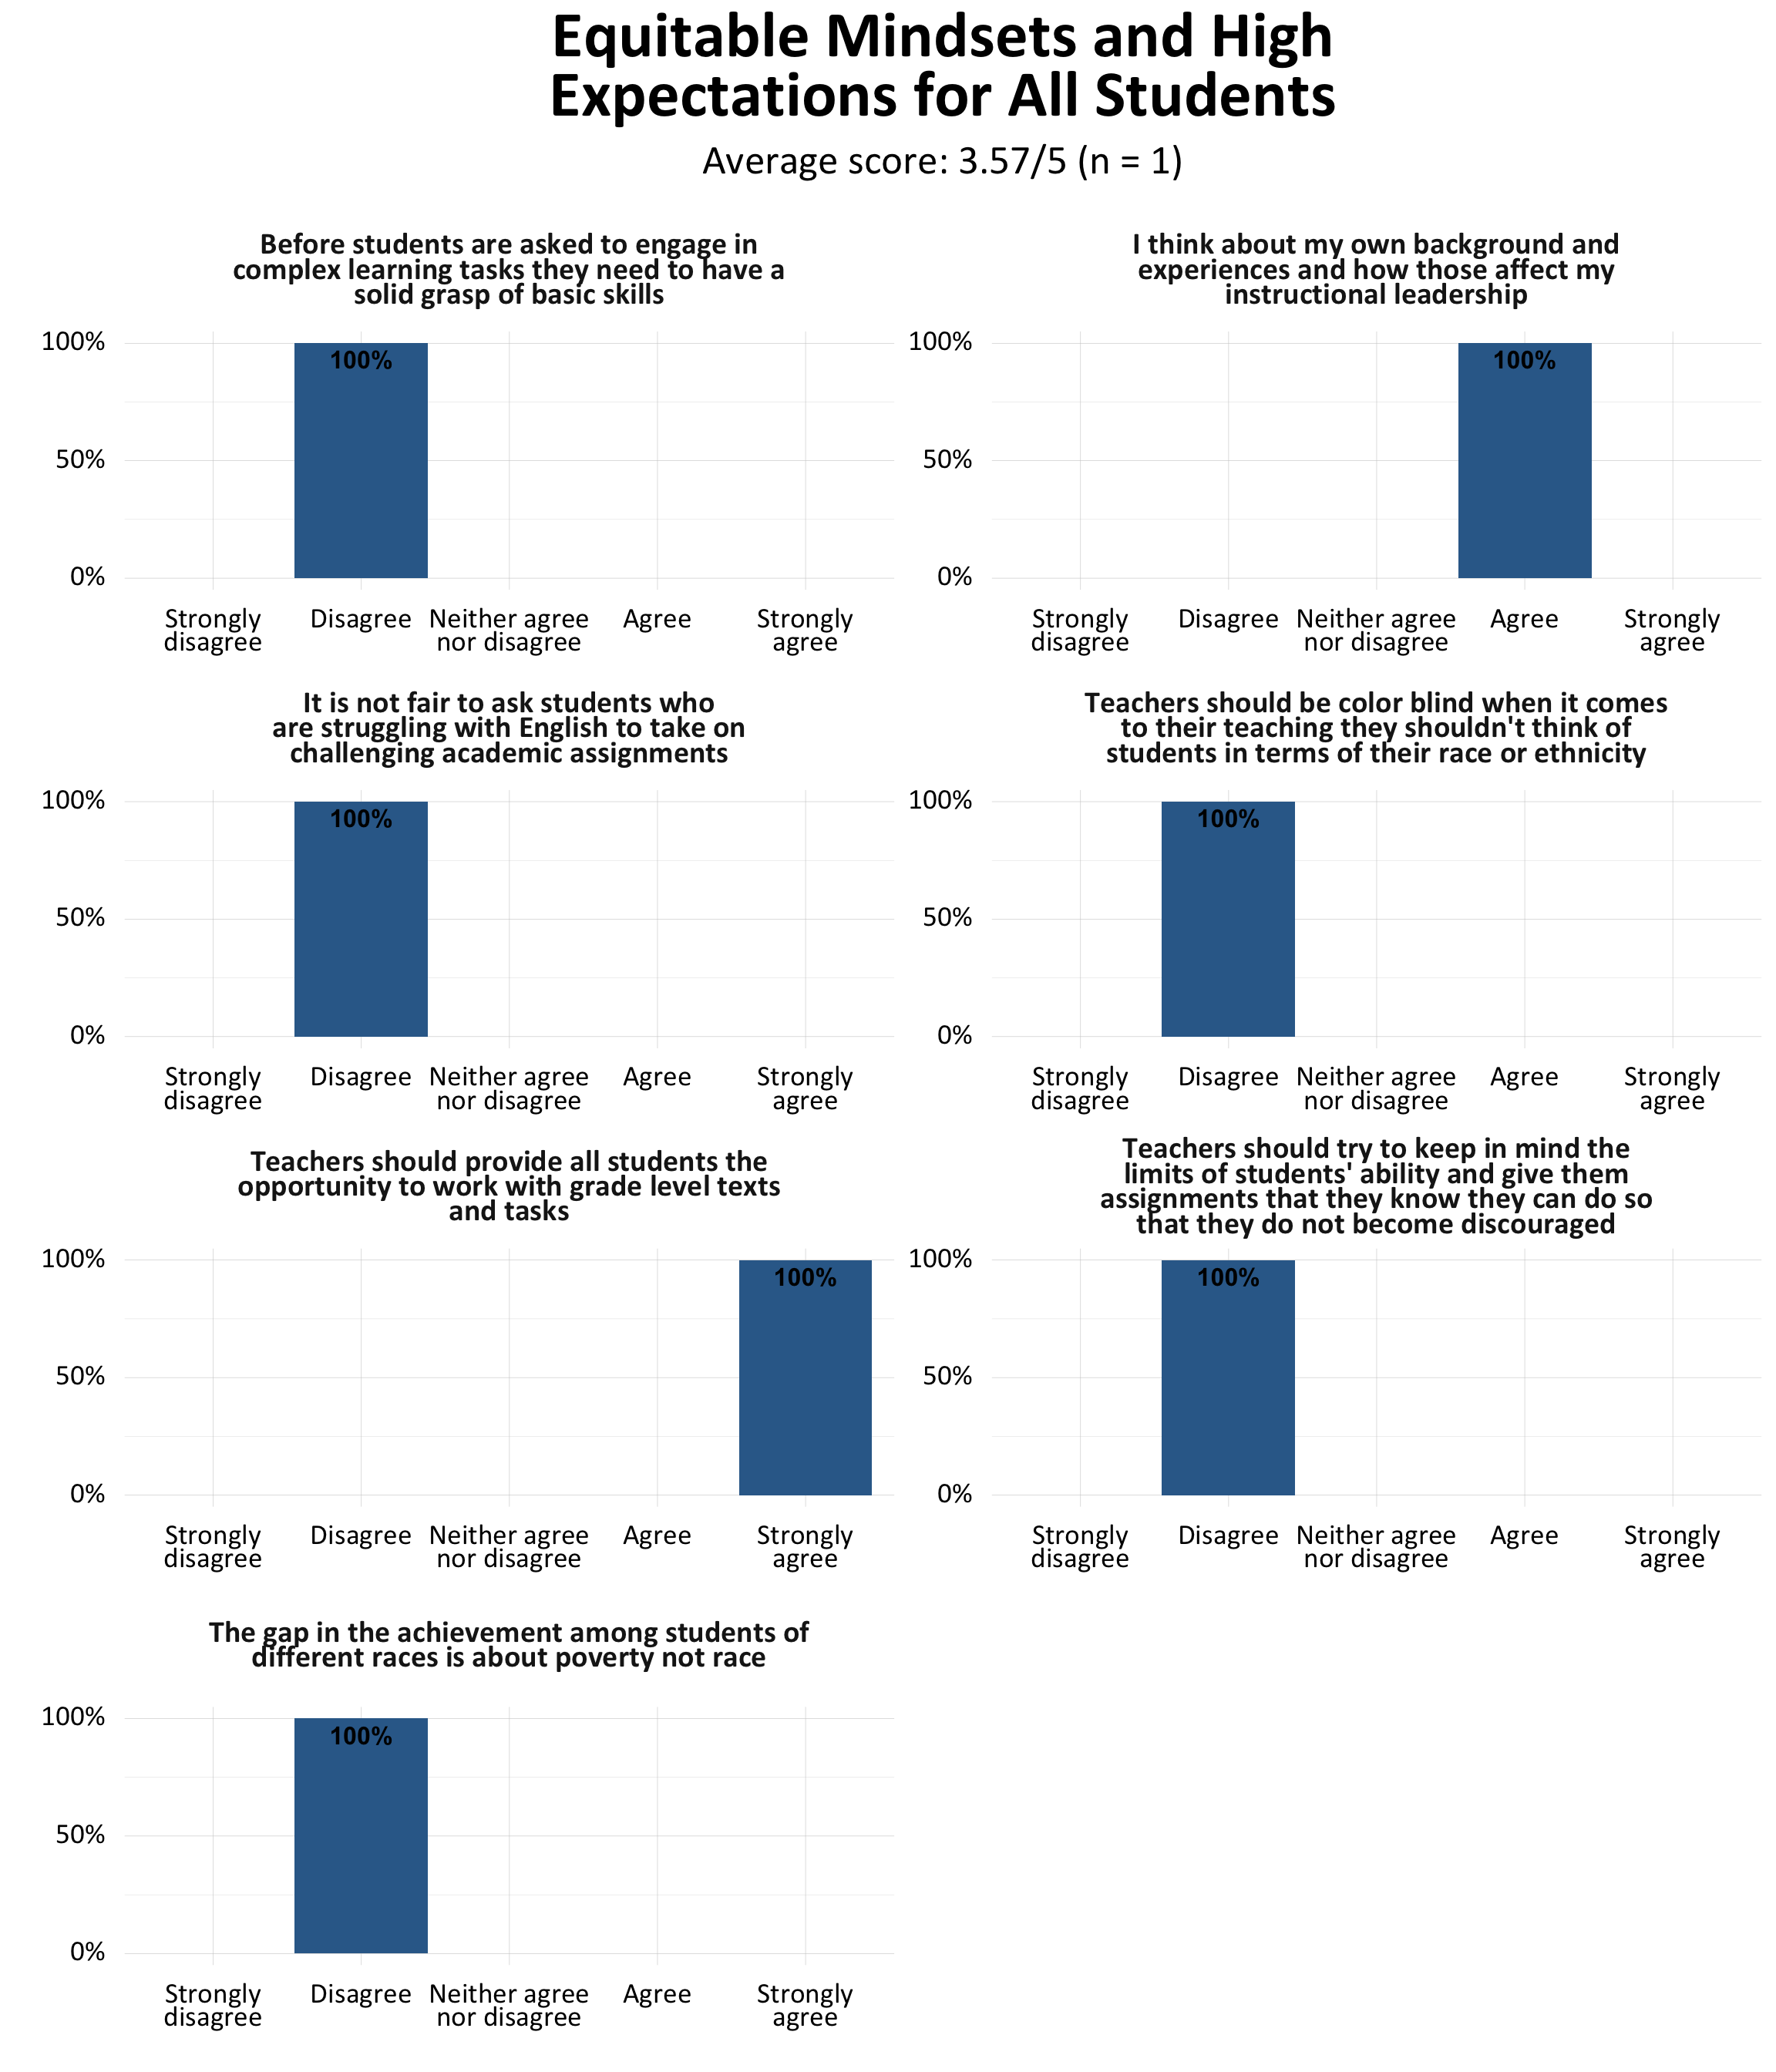 Equitable Mindsets and High
Expectations for All Students
Average score: 3.57/5 (n = 1)
Before students are asked to engage in
complex learning tasks they need to have a
solid grasp of basic skills
100%
100%
50%
0%
Strongly
disagree
Disagree
Neither agree
nor disagree
Agree
Strongly
agree
I think about my own background and
experiences and how those affect my
instructional leadership
100%
100%
50%
0%
Strongly
disagree
Disagree
Neither agree
nor disagree
Agree
Strongly
agree
It is not fair to ask students who
are struggling with English to take on
challenging academic assignments
100%
100%
50%
0%
Strongly
disagree
Disagree
Neither agree
nor disagree
Agree
Strongly
agree
Teachers should be color blind when it comes
to their teaching they shouldn't think of
students in terms of their race or ethnicity
100%
100%
50%
0%
Strongly
disagree
Disagree
Neither agree
nor disagree
Agree
Strongly
agree
Teachers should provide all students the
opportunity to work with grade level texts
and tasks
100%
100%
50%
0%
Strongly
disagree
Disagree
Neither agree
nor disagree
Agree
Strongly
agree
Teachers should try to keep in mind the
limits of students' ability and give them
assignments that they know they can do so
that they do not become discouraged
100%
100%
50%
0%
Strongly
disagree
Disagree
Neither agree
nor disagree
Agree
Strongly
agree
The gap in the achievement among students of
different races is about poverty not race
100%
100%
50%
0%
Strongly
disagree
Disagree
Neither agree
nor disagree
Agree
Strongly
agree